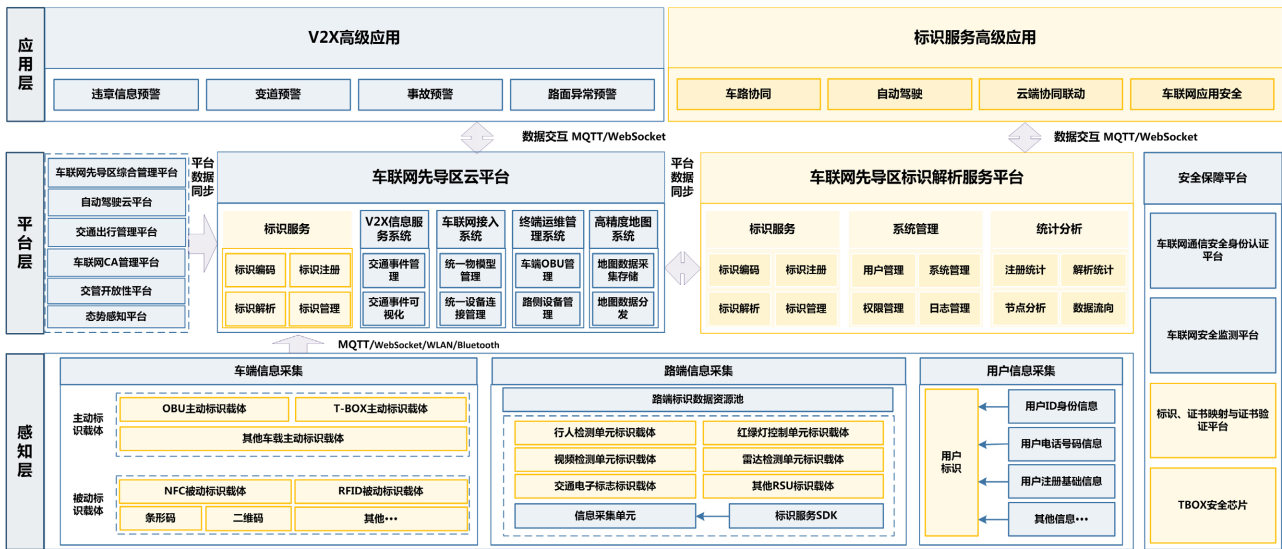 应用层
V2X高级应用
违章信息预警
变道预警
事故预警
路面异常预警
标识服务高级应用
车路协同
自动驾驶
云端协同联动
车联网应用安全
数据交互 MQTT/WebSocket
数据交互 MQTT/WebSocket
平台层
车联网先导区综合管理平台
自动驾驶云平台
交通出行管理平台
车联网CA管理平台
交管开放性平台
态势感知平台
平台
数据
同步
车联网先导区云平台
标识服务
标识编码
标识注册
标识解析
标识管理
V2X信息服
务系统
交通事件
管理
交通事件可
视化
车联网接入
系统
统一物模型
管理
统一设备连
接管理
终端运维管
理系统
车端OBU管
理
路侧设备管
理
高精度地图
系统
地图数据采
集存储
地图数据分
发
平台
数据
同步
车联网先导区标识解析服务平台
标识服务
标识编码
标识注册
标识解析
标识管理
系统管理
用户管理
系统管理
权限管理
日志管理
统计分析
注册统计
解析统计
节点分析
数据流向
安全保障平台
车联网通信安全身份认证
平台
车联网安全监测平台
标识、证书映射与证书验
证平台
TBOX安全芯片
MQTT/WebSocket/WLAN/Bluetooth
感知层
车端信息采集
主动标
识载体
OBU主动标识载体
T-BOX主动标识载体
其他车载主动标识载体
被动标
识载体
NFC被动标识载体
RFID被动标识载体
条形码
二维码
其他•••
路端信息采集
路端标识数据资源池
行人检测单元标识载体
红绿灯控制单元标识载体
视频检测单元标识载体
雷达检测单元标识载体
交通电子标志标识载体
其他RSU标识载体
信息采集单元
标识服务SDK
用户信息采集
用户
标识
用户ID身份信息
用户电话号码信息
用户注册基础信息
其他信息•••